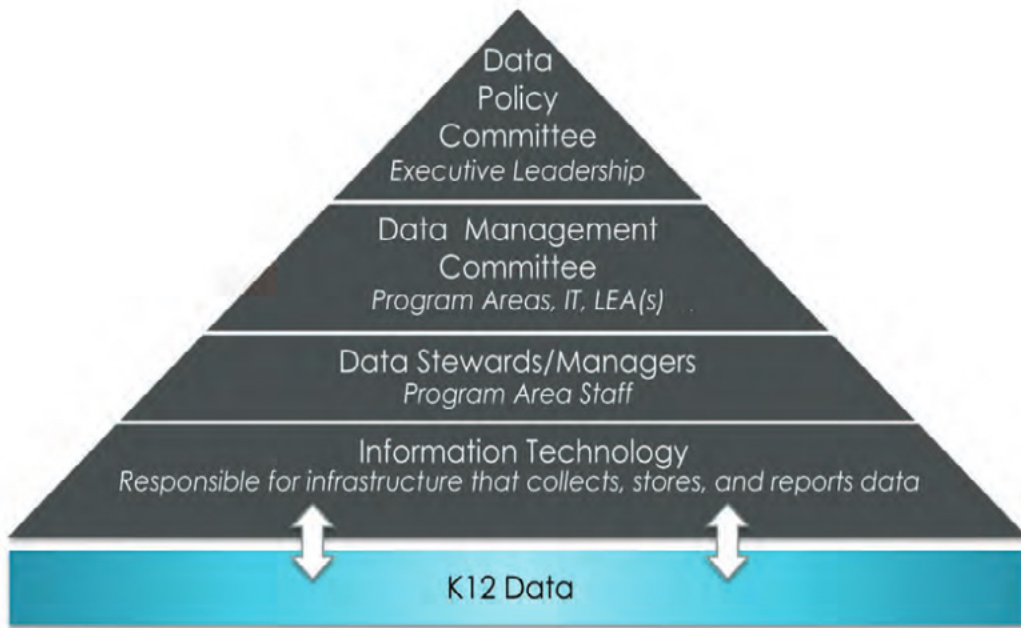 Data
Policy
Committee
Executive Leadership
Data Management
Committee
Program Areas, IT, LEA(s)
Data Stewards/Managers
Program Area Staff
Information Technology
Responsible for infrastructure that collects, stores, and reports data
K12 Data